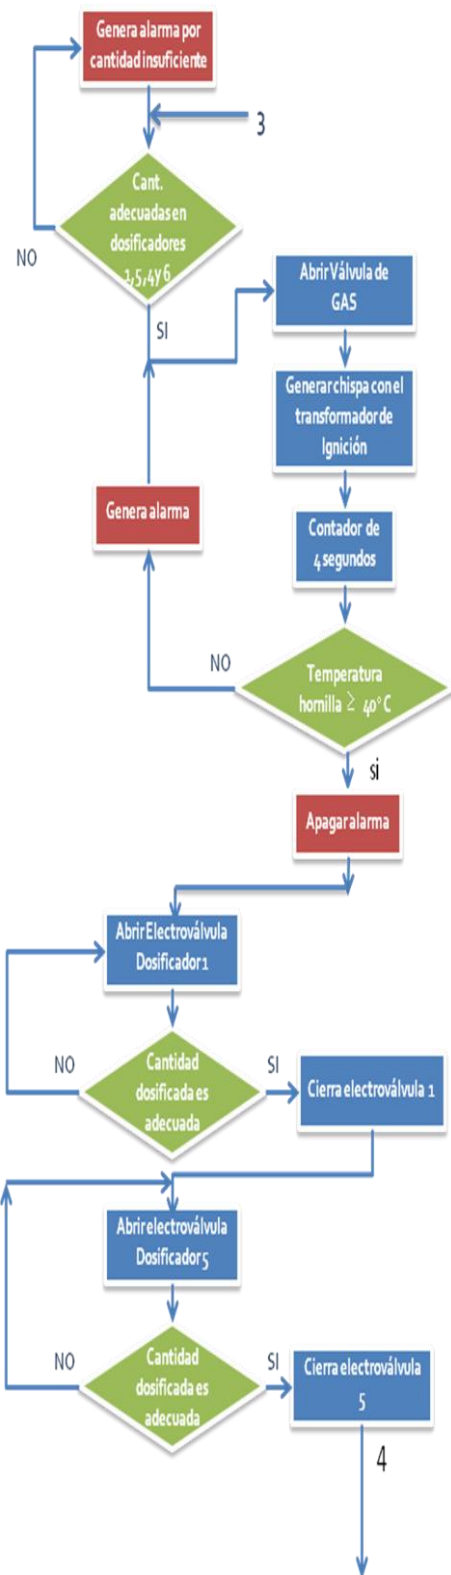 Genera alarma por
cantidad insuficiente
3
Cant.
adecuadas en
dosificadores
1,5,4y 6
NO
SI
Abrir Válvula de
GAS
Generar chispa con el
transformador de
Ignición
Genera alarma
Contador de
4 segundos
NO
Temperatura
hornilla ≥ 40°C
si
Apagar alarma
Abrir Electroválvula
Dosificador 1
NO
Cantidad
dosificada es
adecuada
SI
Cierra electroválvula 1
Abrir electroválvula
Dosificador 5
NO
Cantidad
dosificada es
adecuada
SI
Cierra electroválvula
5
4